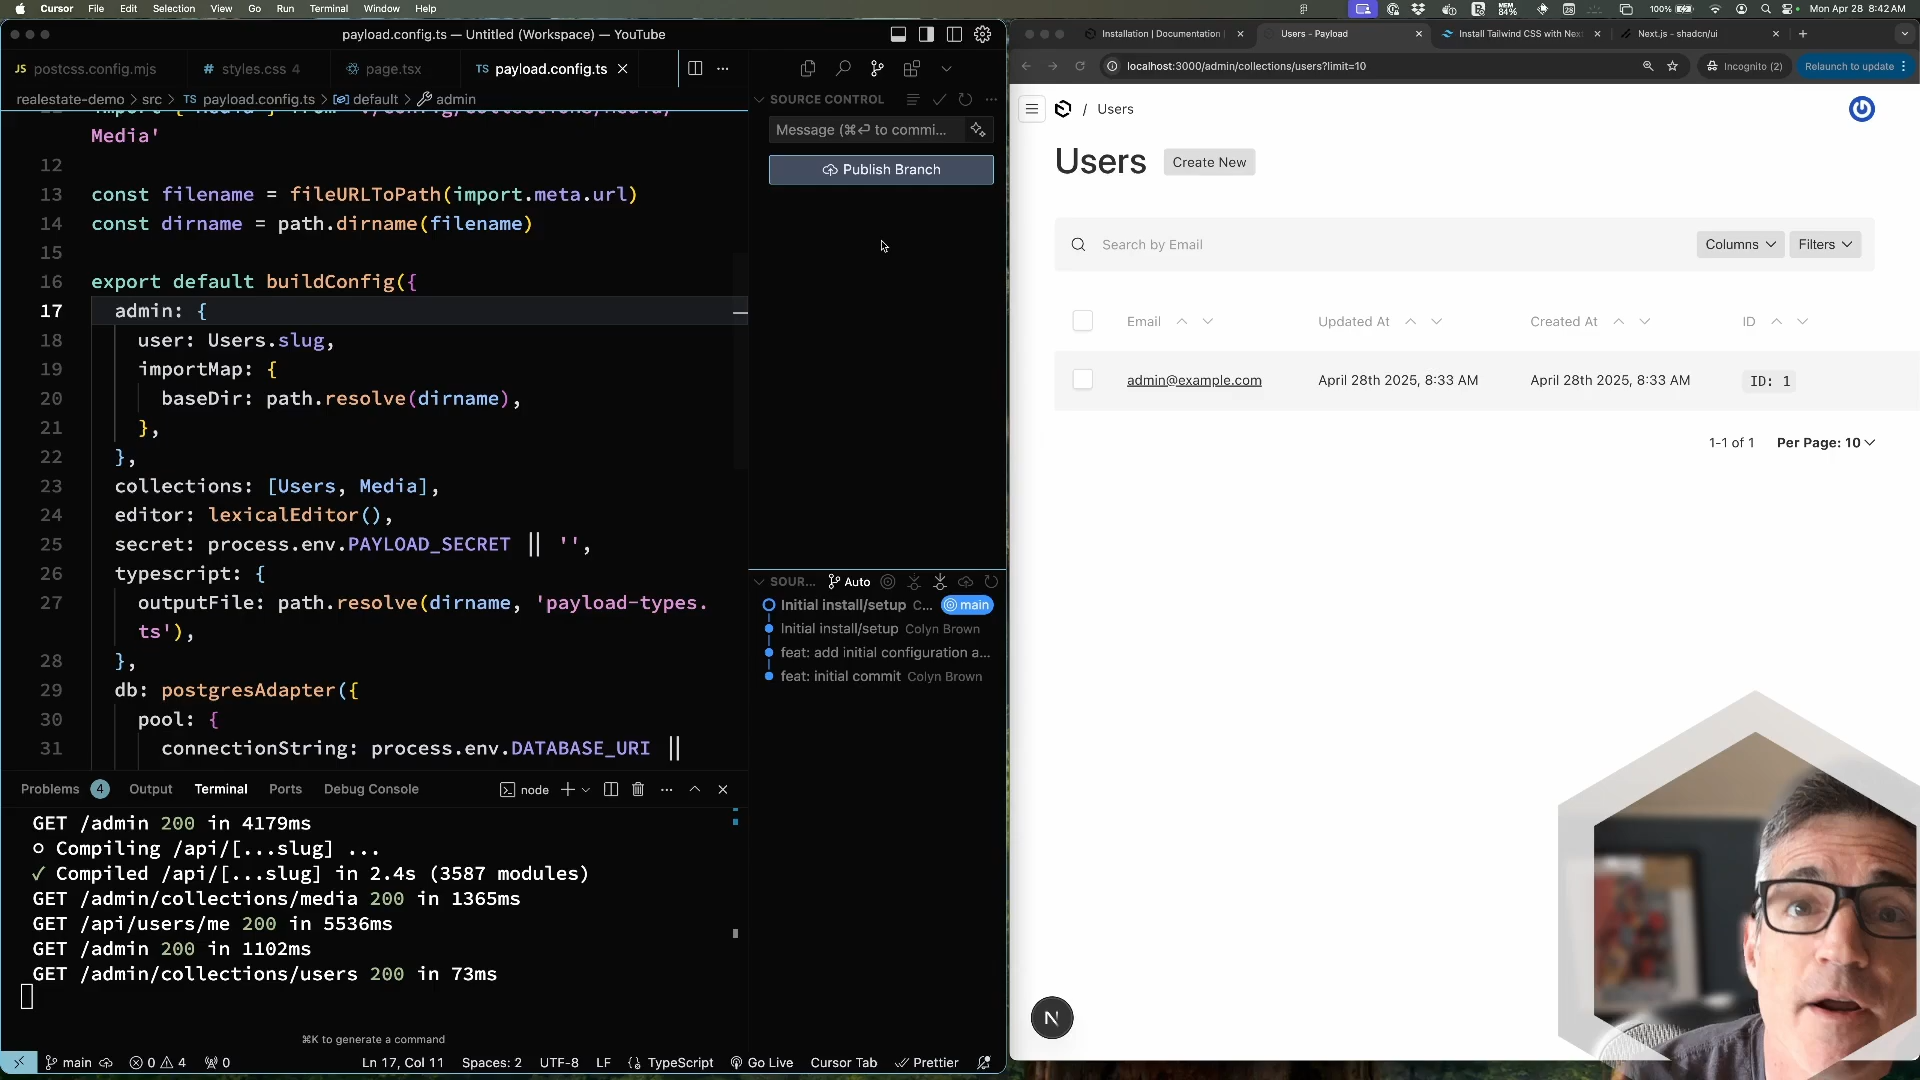 Cursor File Edit Selection View Go Run Terminal Window Help
MEM 84%
28
100%
Mon Apr 28 8:42 AM
payload.config.ts — Untitled (Workspace) — YouTube
JS postcss.config.mjs
# styles.css 4
page.tsx
TS payload.config.ts
realestate-demo > src > TS payload.config.ts > default > admin
Media'
12
13 const filename = fileURLToPath(import.meta.url)
14 const dirname = path.dirname(filename)
15
16 export default buildConfig({
17 admin: {
18 user: Users.slug,
19 importMap: {
20 baseDir: path.resolve(dirname),
21 },
22 },
23 collections: [Users, Media],
24 editor: lexicalEditor(),
25 secret: process.env.PAYLOAD_SECRET || '',
26 typescript: {
27 outputFile: path.resolve(dirname, 'payload-types.
ts'),
28 },
29 db: postgresAdapter({
30 pool: {
31 connectionString: process.env.DATABASE_URI ||
SOURCE CONTROL
Message (⌘⏎ to commi...
Publish Branch
SOUR... Auto
Initial install/setup C... main
Initial install/setup Colyn Brown
feat: add initial configuration a...
feat: initial commit Colyn Brown
Problems 4 Output Terminal Ports Debug Console
node
GET /admin 200 in 4179ms
○ Compiling /api/[...slug] ...
✓ Compiled /api/[...slug] in 2.4s (3587 modules)
GET /admin/collections/media 200 in 1365ms
GET /api/users/me 200 in 5536ms
GET /admin 200 in 1102ms
GET /admin/collections/users 200 in 73ms
⌘K to generate a command
main 0 4 0 Ln 17, Col 11 Spaces: 2 UTF-8 LF {} TypeScript Go Live Cursor Tab Prettier
Installation | Documentation
Users - Payload
Install Tailwind CSS with Nex
Next.js - shadcn/ui
localhost:3000/admin/collections/users?limit=10
Incognito (2)
Relaunch to update
/ Users
Users
Create New
Search by Email
Columns
Filters
Email Updated At Created At ID
admin@example.com April 28th 2025, 8:33 AM April 28th 2025, 8:33 AM ID: 1
1-1 of 1 Per Page: 10
N